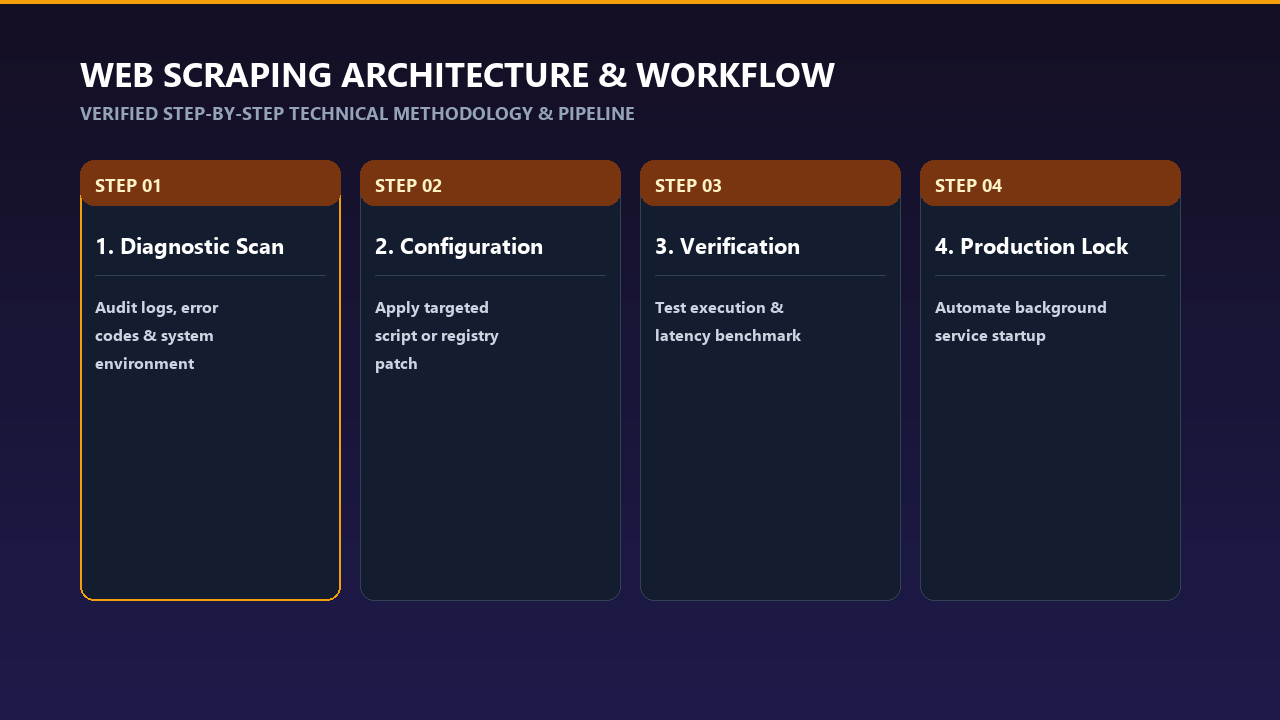 WEB SCRAPING ARCHITECTURE & WORKFLOW
VERIFIED STEP-BY-STEP TECHNICAL METHODOLOGY & PIPELINE
STEP 01
1. Diagnostic Scan
Audit logs, error
codes & system
environment
STEP 02
2. Configuration
Apply targeted
script or registry
patch
STEP 03
3. Verification
Test execution &
latency benchmark
STEP 04
4. Production Lock
Automate background
service startup